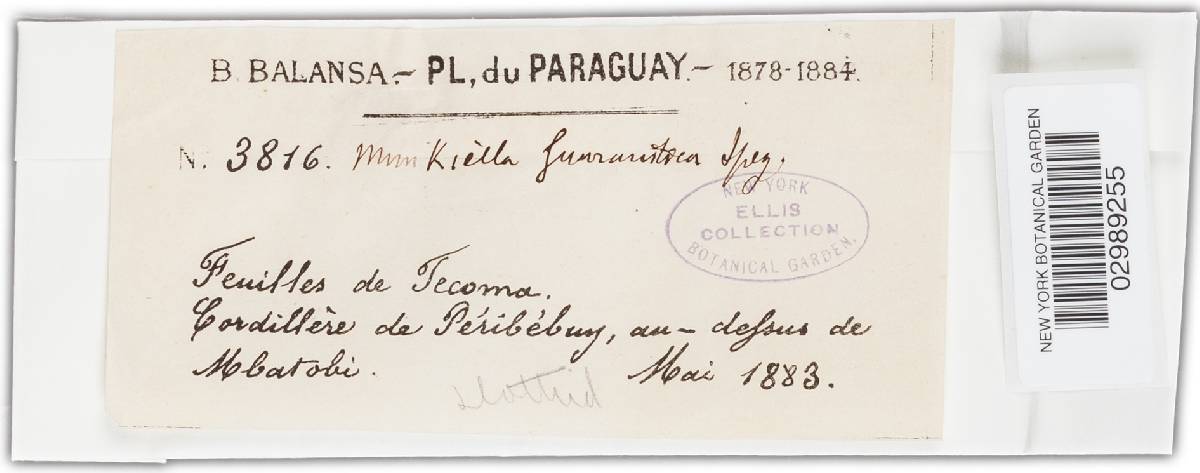 B. BALANSA.- PL, du PARAGUAY.- 1878-1884.
N. 3816. Munkiëlla Guaranitica Speg.
NEW YORK
ELLIS
COLLECTION
BOTANICAL GARDEN.
Feuilles de Tecoma.
Cordillère de Péribébuy, au-dessus de
Mbatobi. Mai 1883.
NEW YORK BOTANICAL GARDEN
02989255